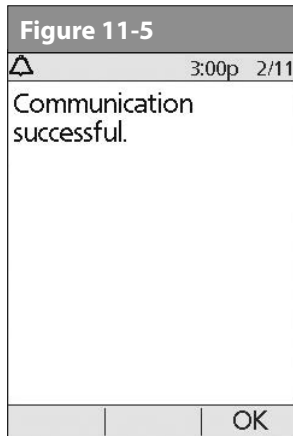 Figure 11-5
3:00p 2/11
Communication
successful.
OK